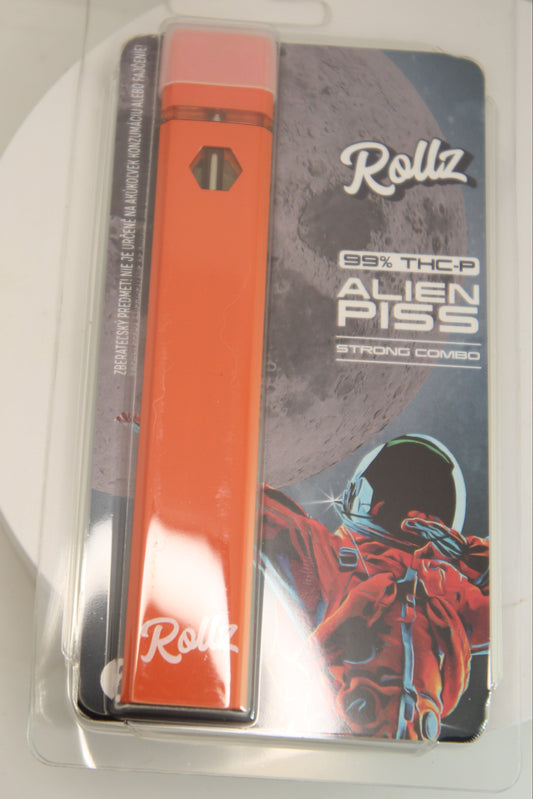 Rollz
99% THC-P
ALIEN
PISS
STRONG COMBO
ZBERATEĽSKÝ PREDMET! NIE JE URČENÉ NA AKÚKOĽVEK KONZUMÁCIU ALEBO FAJČENIE!
Rollz